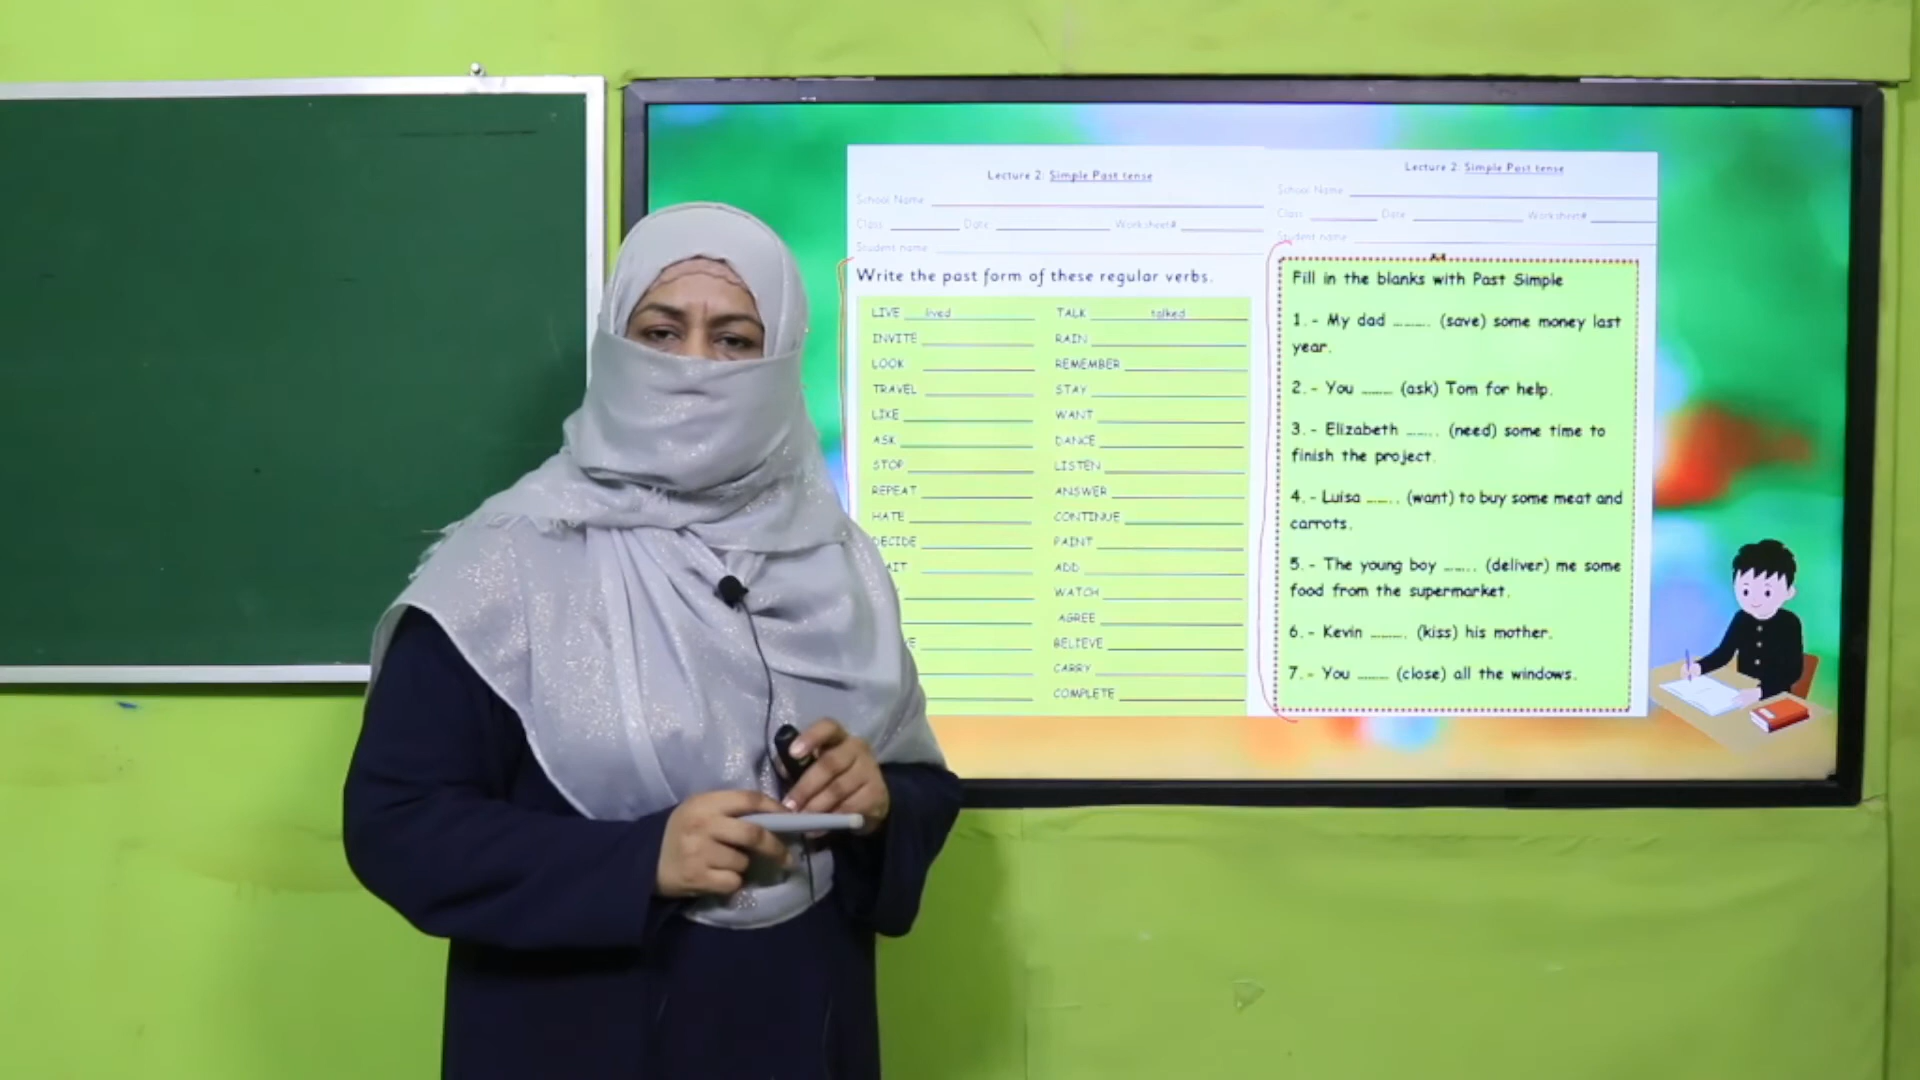 Lecture 2: Simple Past tense
School Name
Class Date Worksheet#
Student name
Write the past form of these regular verbs.
LIVE lived TALK talked
INVITE RAIN
LOOK REMEMBER
TRAVEL STAY
LIKE WANT
ASK DANCE
STOP LISTEN
REPEAT ANSWER
HATE CONTINUE
DECIDE PAINT
AIT ADD
WATCH
AGREE
E BELIEVE
CARRY
COMPLETE
Lecture 2: Simple Past tense
School Name
Class Date Worksheet#
Student name
Fill in the blanks with Past Simple
1. - My dad ......... (save) some money last
year.
2. - You ........ (ask) Tom for help.
3. - Elizabeth ........ (need) some time to
finish the project.
4. - Luisa ........ (want) to buy some meat and
carrots.
5. - The young boy ........ (deliver) me some
food from the supermarket.
6. - Kevin ......... (kiss) his mother.
7. - You ........ (close) all the windows.